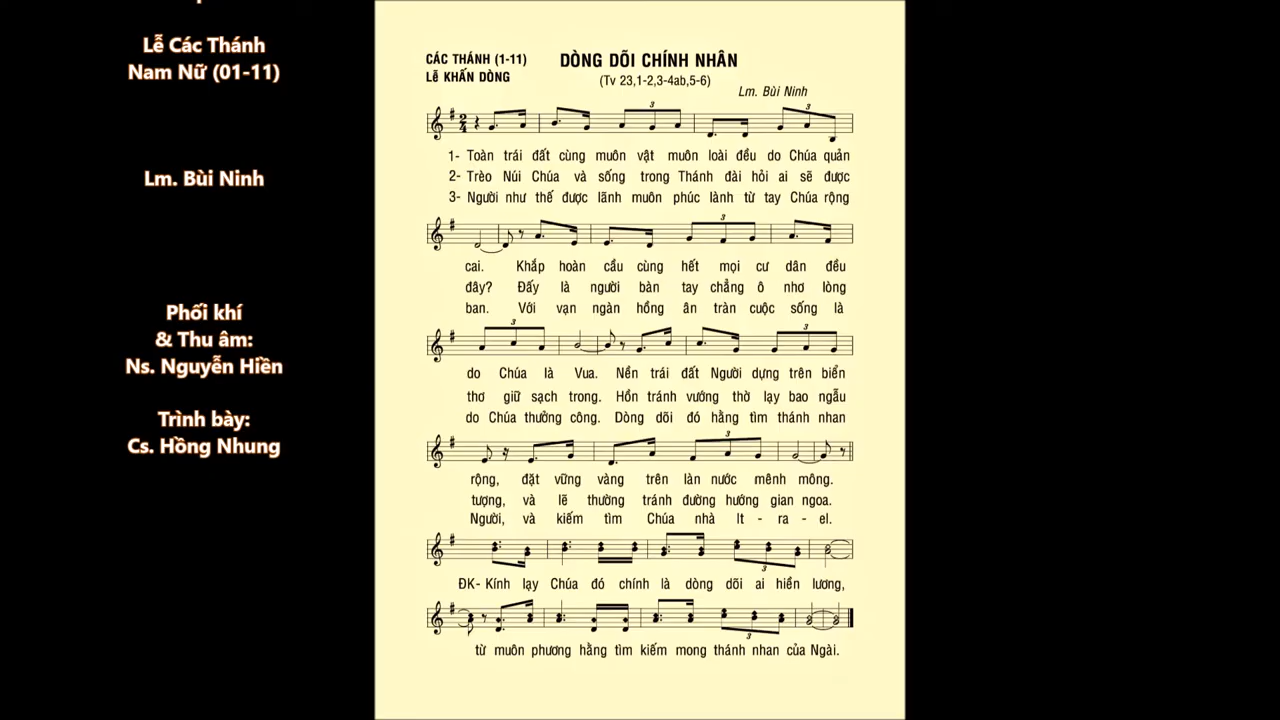 Lễ Các Thánh
Nam Nữ (01-11)
Lm. Bùi Ninh
Phối khí
& Thu âm:
Ns. Nguyễn Hiền
Trình bày:
Cs. Hồng Nhung
CÁC THÁNH (1-11)
LỄ KHẤN DÒNG
DÒNG DÕI CHÍNH NHÂN
(Tv 23,1-2,3-4ab,5-6)
Lm. Bùi Ninh
1- Toàn trái đất cùng muôn vật muôn loài đều do Chúa quản
2- Trèo Núi Chúa và sống trong Thánh đài hỏi ai sẽ được
3- Người như thế được lãnh muôn phúc lành từ tay Chúa rộng
cai. Khắp hoàn cầu cùng hết mọi cư dân đều
đây? Đấy là người bàn tay chẳng ô nhơ lòng
ban. Với vạn ngàn hồng ân tràn cuộc sống là
do Chúa là Vua. Nền trái đất Người dựng trên biển
thơ giữ sạch trong. Hồn tránh vướng thờ lạy bao ngẫu
do Chúa thưởng công. Dòng dõi đó hằng tìm thánh nhan
rộng, đặt vững vàng trên làn nước mênh mông.
tượng, và lẽ thường tránh đường hướng gian ngoa.
Người, và kiếm tìm Chúa nhà It - ra - el.
ĐK- Kính lạy Chúa đó chính là dòng dõi ai hiền lương,
từ muôn phương hằng tìm kiếm mong thánh nhan của Ngài.